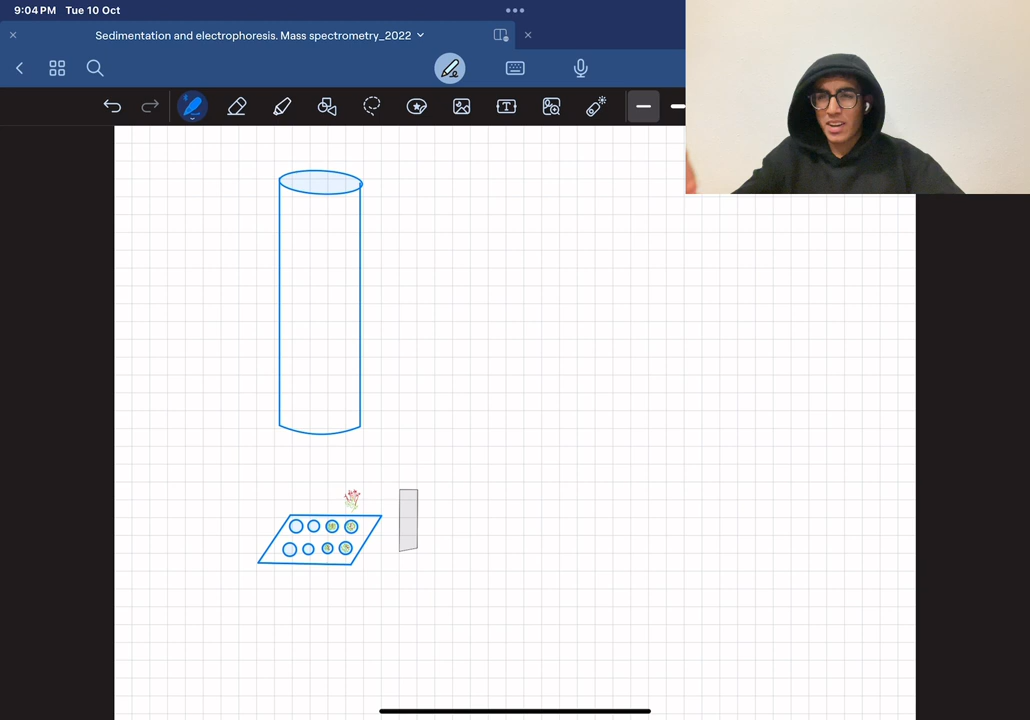 9:04 PM Tue 10 Oct
Sedimentation and electrophoresis. Mass spectrometry_2022
T